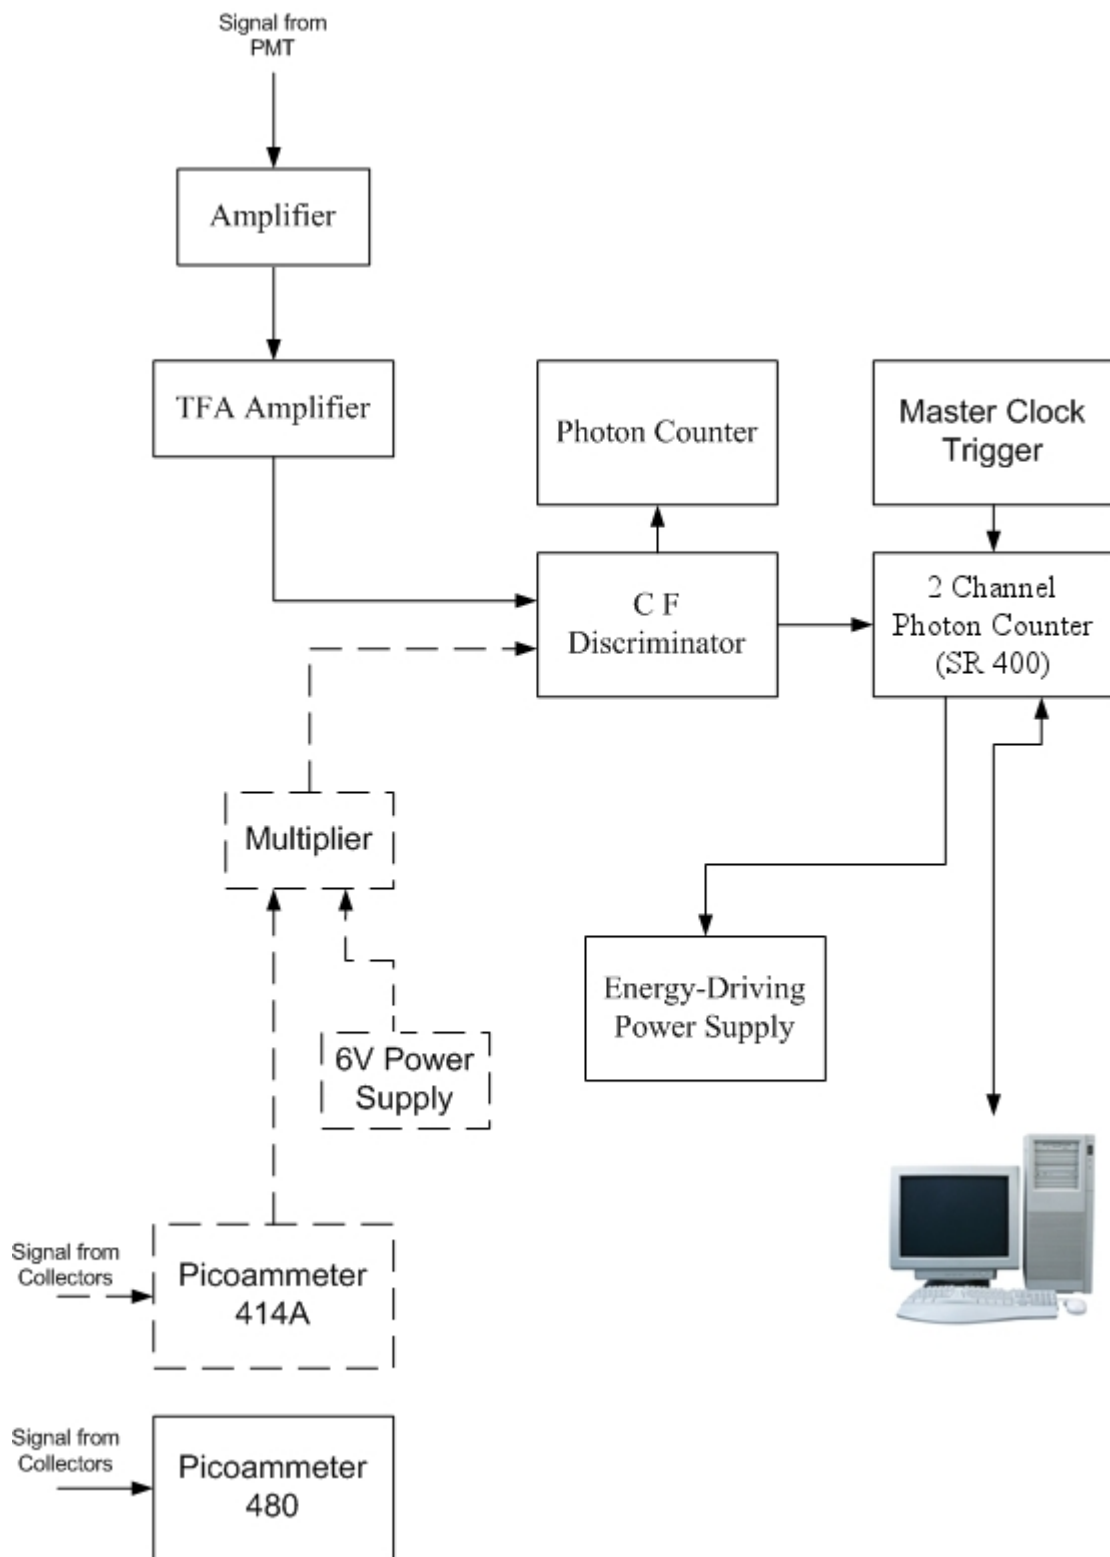 Signal from
PMT
Amplifier
TFA Amplifier
Photon Counter
Master Clock
Trigger
C F
Discriminator
2 Channel
Photon Counter
(SR 400)
Multiplier
6V Power
Supply
Energy-Driving
Power Supply
Signal from
Collectors
Picoammeter
414A
Signal from
Collectors
Picoammeter
480